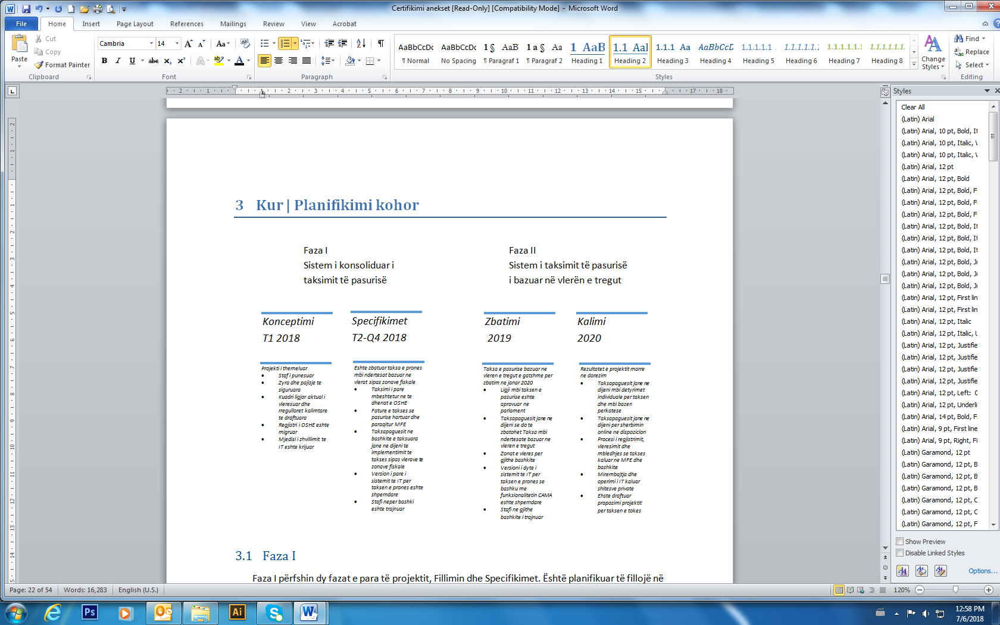 Certifikimi anekset [Read-Only] [Compatibility Mode] - Microsoft Word
File Home Insert Page Layout References Mailings Review View Acrobat
Paste
Cut
Copy
Format Painter
Clipboard
Cambria 14
Font
Paragraph
AaBbCcDc AaBbCcDc 1 § AaB 1 a § Aa 1 AaB 1.1 Aal 1.1.1 Aa AaBbCcD 1.1.1.1.1 1.1.1.1.1.1 1.1.1.1.1.1 1.1.1.1.1.1.
¶ Normal No Spacing ¶ Paragraf 1 ¶ Paragraf 2 Heading 1 Heading 2 Heading 3 Heading 4 Heading 5 Heading 6 Heading 7 Heading 8
Styles
Change
Styles
Find
Replace
Select
Editing
3 Kur | Planifikimi kohor
Faza I
Sistem i konsoliduar i
taksimit të pasurisë
Faza II
Sistem i taksimit të pasurisë
i bazuar në vlerën e tregut
Konceptimi
T1 2018
Specifikimet
T2-Q4 2018
Zbatimi
2019
Kalimi
2020
Projekti i themeluar
• Staf i punesuar
• Zyra dhe pajisje te
siguruara
• Kuadri ligjor aktual i
vleresuar dhe
rregulloret kalimtare
te draftuara
• Regjistri i OSHE eshte
migruar
• Mjedisi i zhvillimit te
IT eshte krijuar
Eshte zbatuar taksa e prones
mbi ndertesat bazuar ne
vlerat sipas zonave fiskale
• Taksimi i pare
mbeshtetur ne te
dhenat e OSHE
• Fature e takses se
pasurise hartuar dhe
paraqitur MFE
• Taksapaguesit ne
bashkite e taksuara
jane ne dijeni te
implementimit te
takses sipas vlerave te
zonave fiskale
• Version i pare i
sistemit te IT per
taksen e prones eshte
shperndare
• Stafi neper bashki
eshte trajnuar
Taksa e pasurise bazuar ne
vleren e tregut e gatshme per
zbatim ne janar 2020
• Ligji mbi taksen e
pasurise eshte
aprovuar ne
parlament
• Taksapaguesit jane ne
dijeni se do te
zbatohet Taksa mbi
ndertesate bazuar ne
vleren e tregut
• Zonat e vleres per
gjithe bashkite
• Versioni i dyte i
sistemit te IT per
taksen e prones se
bashku me
funksionalitetin CAMA
eshte shperndare
• Stafi ne gjithe
bashkite i trajnuar
Rezultatet e projektit marre
ne dorezim
• Taksapaguesit jane ne
dijeni mbi detyrimet
individuale per taksen
dhe mbi bazen
perkatese
• Taksapaguesit jane ne
dijeni per sherbimin
online ne dispozicion
• Procesi i regjistrimit,
vleresimit dhe
mbledhjes se takses
kaluar ne MFE dhe
bashkite
• Mirembajtja dhe
operimi i IT kaluar
shitesve private
• Ehste draftuar
propozimi projektit
per taksen e tokes
3.1 Faza I
Faza I përfshin dy fazat e para të projektit, Fillimin dhe Specifikimet. Është planifikuar të fillojë në
Styles
Clear All
(Latin) Arial
(Latin) Arial, 10 pt, Bold, It
(Latin) Arial, 10 pt, Italic, V
(Latin) Arial, 10 pt, Italic, V
(Latin) Arial, 12 pt
(Latin) Arial, 12 pt, Bold
(Latin) Arial, 12 pt, Bold, F
(Latin) Arial, 12 pt, Bold, F
(Latin) Arial, 12 pt, Bold, F
(Latin) Arial, 12 pt, Bold, It
(Latin) Arial, 12 pt, Bold, It
(Latin) Arial, 12 pt, Bold, It
(Latin) Arial, 12 pt, Bold, Ju
(Latin) Arial, 12 pt, Bold, Ju
(Latin) Arial, 12 pt, Bold, Ju
(Latin) Arial, 12 pt, First lin
(Latin) Arial, 12 pt, First lin
(Latin) Arial, 12 pt, Italic
(Latin) Arial, 12 pt, Italic, U
(Latin) Arial, 12 pt, Justifie
(Latin) Arial, 12 pt, Justifie
(Latin) Arial, 12 pt, Justifie
(Latin) Arial, 12 pt, Justifie
(Latin) Arial, 12 pt, Left: 0
(Latin) Arial, 12 pt, Underli
(Latin) Arial, 14 pt, Bold, F
(Latin) Arial, 9 pt, First line
(Latin) Arial, 9 pt, Right, Fi
(Latin) Garamond, 12 pt
(Latin) Garamond, 12 pt, B
(Latin) Garamond, 12 pt, B
(Latin) Garamond, 12 pt, B
(Latin) Garamond, 12 pt, C
(Latin) Garamond, 12 pt, C
(Latin) Garamond, 12 pt, F
Show Preview
Disable Linked Styles
Options...
Page: 22 of 54 Words: 16,283 English (U.S.) 120%
12:58 PM
7/6/2018